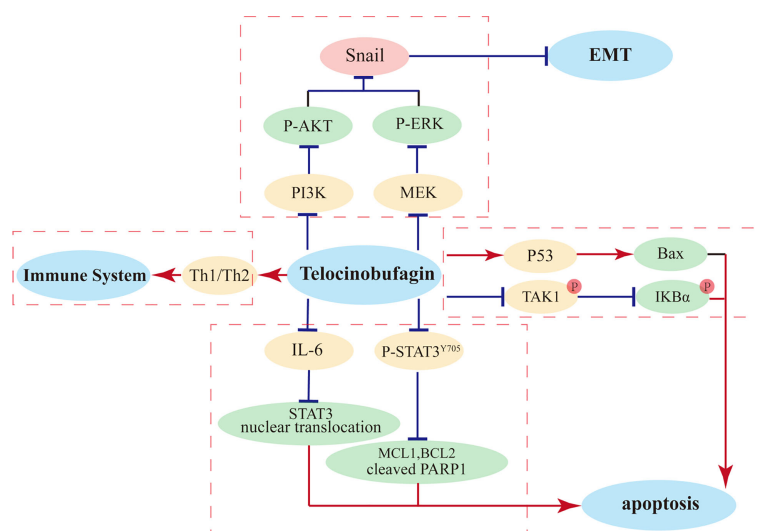 Snail
EMT
P-AKT
P-ERK
PI3K
MEK
Immune System
Th1/Th2
Telocinobufagin
P53
Bax
TAK1
P
IKBα
P
IL-6
P-STAT3Y705
STAT3
nuclear translocation
MCL1,BCL2
cleaved PARP1
apoptosis